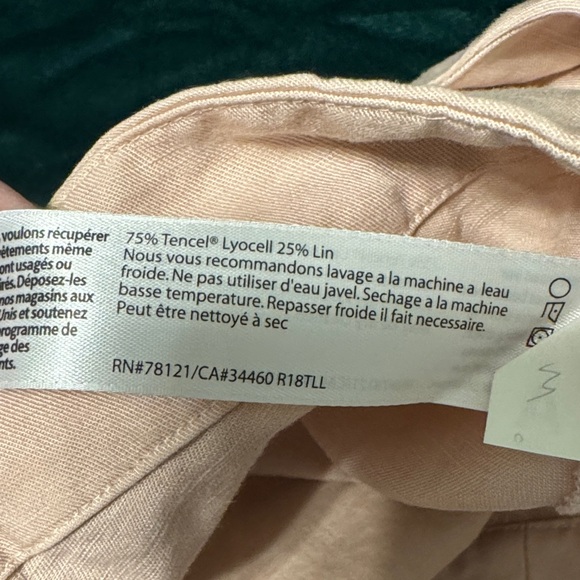 voulons récupérer
êtements même
ont usagés ou
irés. Déposez-les
nos magasins aux
Unis et soutenez
programme de
ge des
nts.
75% Tencel® Lyocell 25% Lin
Nous vous recommandons lavage a la machine a leau
froide. Ne pas utiliser d'eau javel. Sechage a la machine
basse temperature. Repasser froide il fait necessaire.
Peut être nettoyé à sec
RN#78121/CA#34460 R18TLL